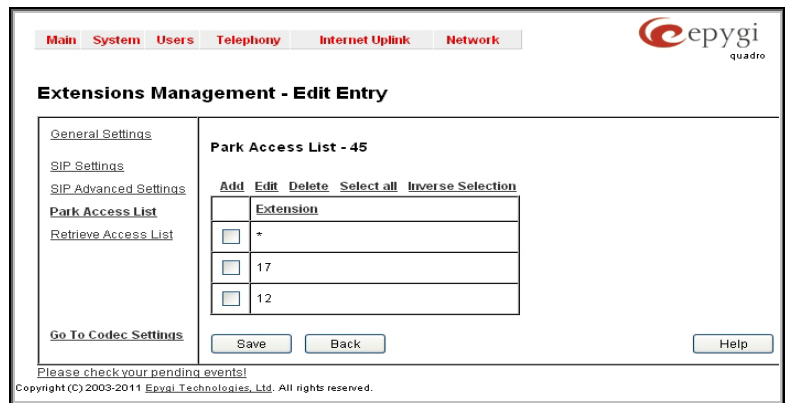 Main System Users Telephony Internet Uplink Network
epygi
quadro
Extensions Management - Edit Entry
General Settings
SIP Settings
SIP Advanced Settings
Park Access List
Retrieve Access List
Go To Codec Settings
Park Access List - 45
Add Edit Delete Select all Inverse Selection
Extension
*
17
12
Save Back Help
Please check your pending events!
Copyright (C) 2003-2011 Epygi Technologies, Ltd. All rights reserved.